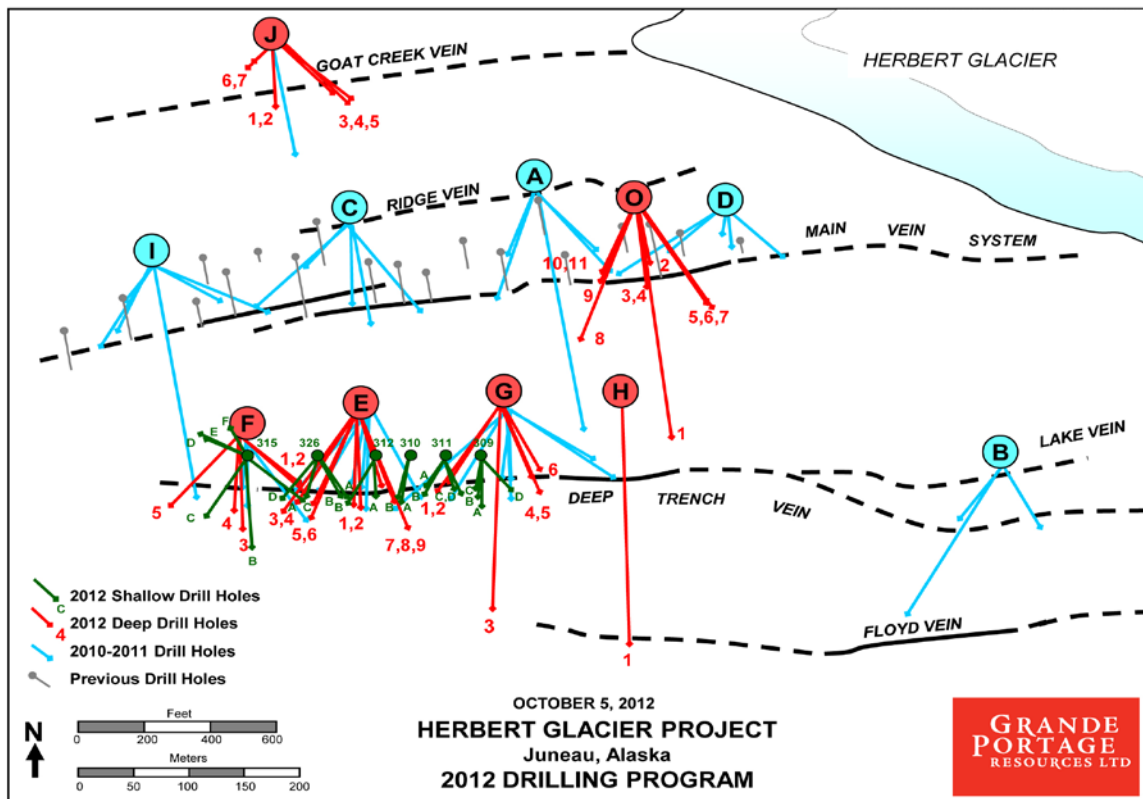 J
GOAT CREEK VEIN
HERBERT GLACIER
6,7
1,2
3,4,5
A
RIDGE VEIN
O
D
C
I
MAIN VEIN SYSTEM
10,11
2
9
3,4
5,6,7
8
1
F
E
G
H
B
LAKE VEIN
F
E
D
315
326
312
310
311
309
1,2
6
DEEP TRENCH VEIN
A
A
D
A
C
B
B
A
B
A
B
C,D
C
B
A
D
5
C
4
3
B
3,4
5,6
1,2
7,8,9
1,2
4,5
3
1
FLOYD VEIN
C
2012 Shallow Drill Holes
4
2012 Deep Drill Holes
2010-2011 Drill Holes
Previous Drill Holes
N
Feet
0 200 400 600
Meters
0 50 100 150 200
OCTOBER 5, 2012
HERBERT GLACIER PROJECT
Juneau, Alaska
2012 DRILLING PROGRAM
GRANDE
PORTAGE
RESOURCES LTD